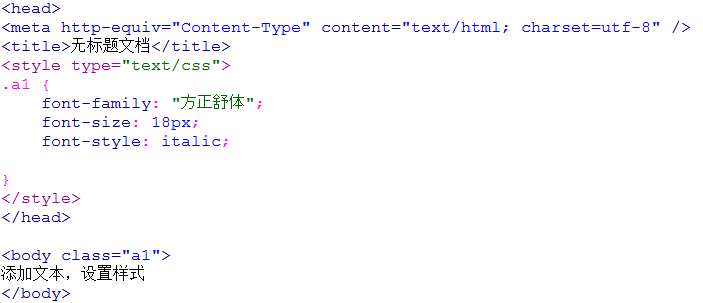 <head>
<meta http-equiv="Content-Type" content="text/html; charset=utf-8" />
<title>无标题文档</title>
<style type="text/css">
.a1 {
    font-family: "方正舒体";
    font-size: 18px;
    font-style: italic;

}
</style>
</head>

<body class="a1">
添加文本，设置样式
</body>